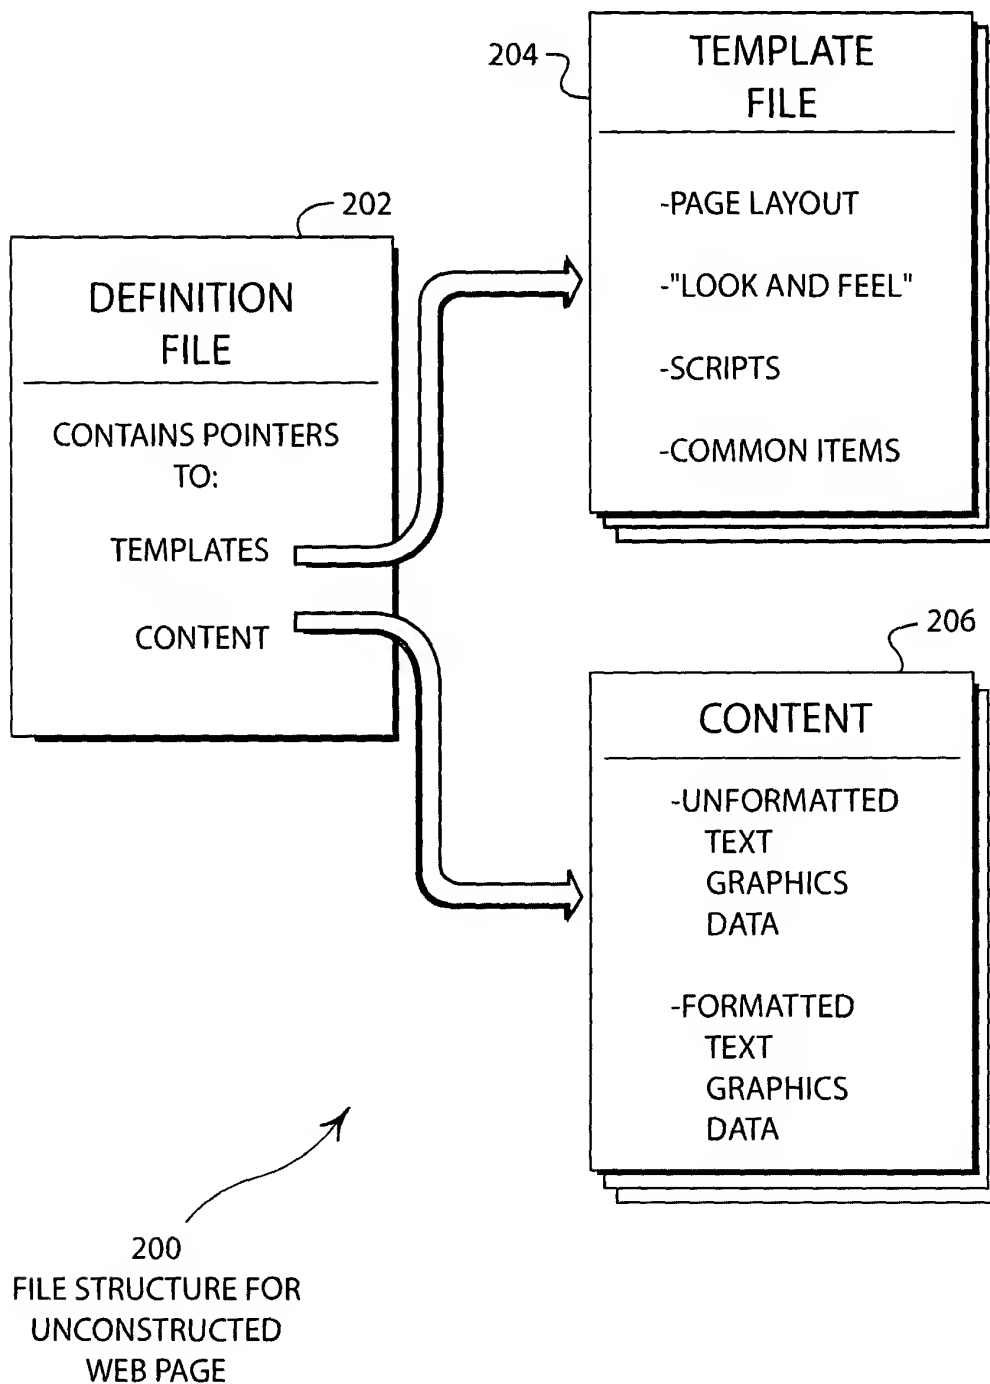 204
TEMPLATE
FILE
-PAGE LAYOUT
-"LOOK AND FEEL"
-SCRIPTS
-COMMON ITEMS
202
DEFINITION
FILE
CONTAINS POINTERS
TO:
TEMPLATES
CONTENT
206
CONTENT
-UNFORMATTED
TEXT
GRAPHICS
DATA
-FORMATTED
TEXT
GRAPHICS
DATA
200
FILE STRUCTURE FOR
UNCONSTRUCTED
WEB PAGE